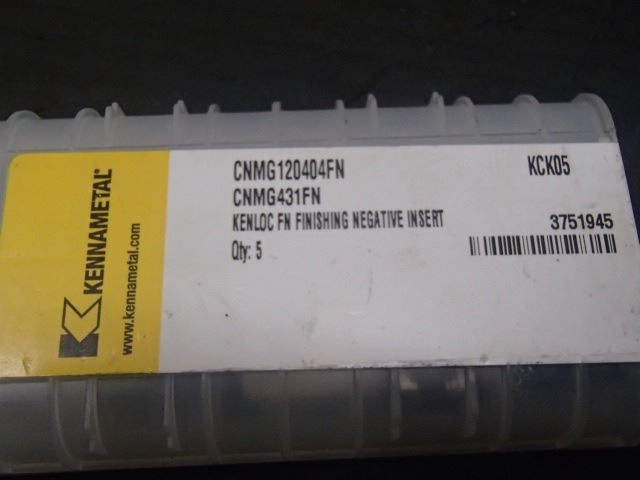 KENNAMETAL®
www.kennametal.com
CNMG120404FN
KCK05
CNMG431FN
KENLOC FN FINISHING NEGATIVE INSERT
3751945
Qty: 5